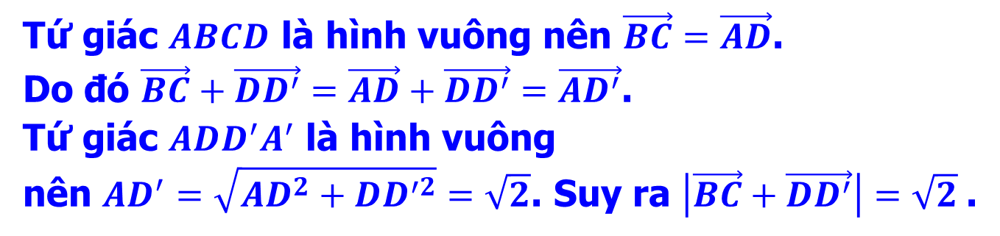 Tứ giác $ABCD$ là hình vuông nên $\overrightarrow{BC} = \overrightarrow{AD}$.
Do đó $\overrightarrow{BC} + \overrightarrow{DD'} = \overrightarrow{AD} + \overrightarrow{DD'} = \overrightarrow{AD'}$.
Tứ giác $ADD'A'$ là hình vuông
nên $AD' = \sqrt{AD^2 + DD'^2} = \sqrt{2}$. Suy ra $|\overrightarrow{BC} + \overrightarrow{DD'}| = \sqrt{2}$ .